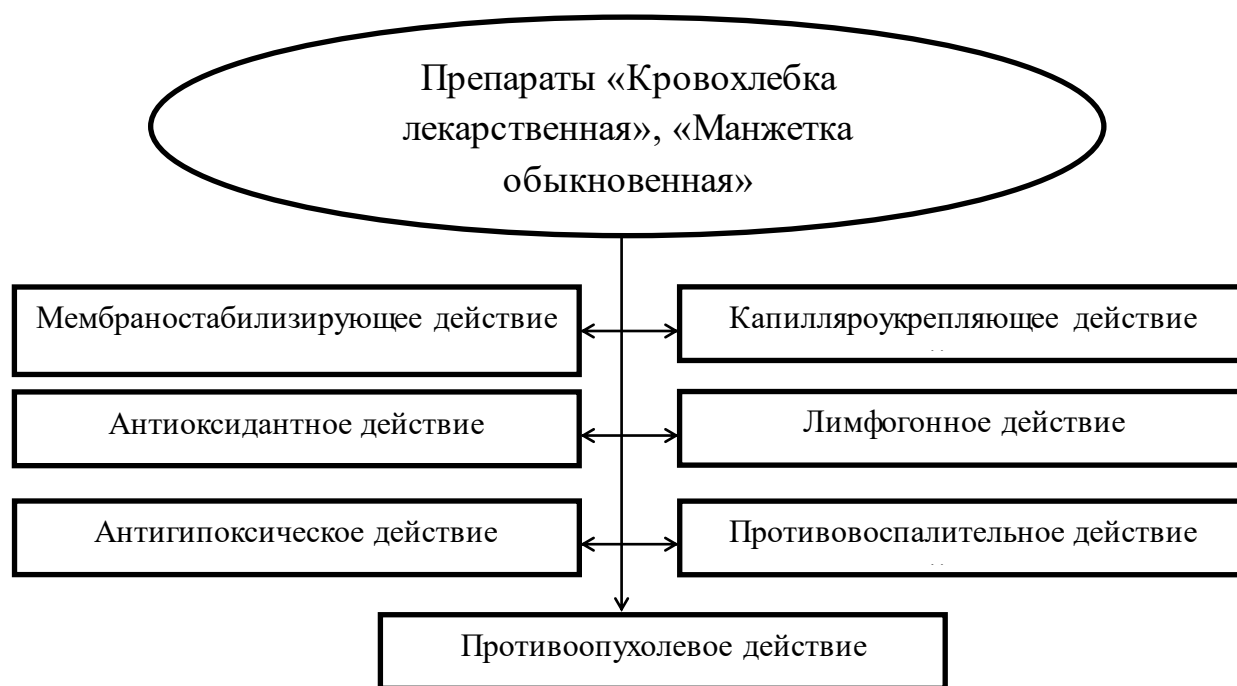 Препараты «Кровохлебка
лекарственная», «Манжетка
обыкновенная»
Мембраностабилизирующее действие
Капилляроукрепляющее действие
Антиоксидантное действие
Лимфогонное действие
Антигипоксическое действие
Противовоспалительное действие
Противоопухолевое действие